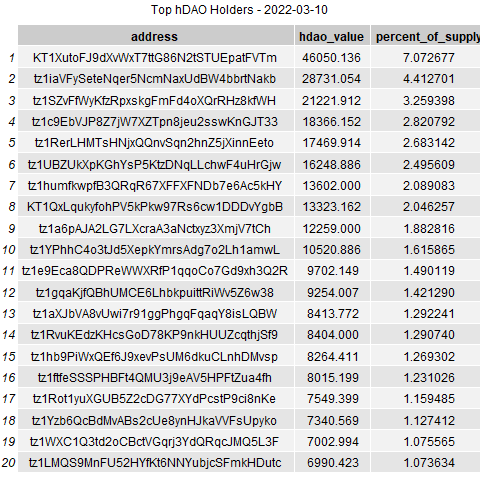 Top hDAO Holders - 2022-03-10
address hdao_value percent_of_supply
1 KT1XutoFJ9dXvWxT7ttG86N2tSTUEpatFVTm 46050.136 7.072677
2 tz1iaVFySeteNqer5NcmNaxUdBW4bbrtNakb 28731.054 4.412701
3 tz1SZvFfWyKfzRpxskgFmFd4oXQrRHz8kfWH 21221.912 3.259398
4 tz1c9EbVJP8Z7jW7XZTpn8jeu2sswKnGJT33 18366.152 2.820792
5 tz1RerLHMTsHNjxQQnvSqn2hnZ5jXinnEeto 17469.914 2.683142
6 tz1UBZUkXpKGhYsP5KtzDNqLLchwF4uHrGjw 16248.886 2.495609
7 tz1humfkwpfB3QRqR67XFFXFNDb7e6Ac5kHY 13602.000 2.089083
8 KT1QxLqukyfohPV5kPkw97Rs6cw1DDDvYgbB 13323.162 2.046257
9 tz1a6pAJA2LG7LXcraA3aNctxyz3XmjV7tCh 12259.000 1.882816
10 tz1YPhhC4o3tJd5XepkYmrsAdg7o2Lh1amwL 10520.886 1.615865
11 tz1e9Eca8QDPReWWXRfP1qqoCo7Gd9xh3Q2R 9702.149 1.490119
12 tz1gqaKjfQBhUMCE6LhbkpuittRiWv5Z6w38 9254.007 1.421290
13 tz1aXJbVA8vUwi7r91ggPhgqFqaqY8isLQBW 8413.772 1.292241
14 tz1RvuKEdzKHcsGoD78KP9nkHUUZcqthjSf9 8404.000 1.290740
15 tz1hb9PiWxQEf6J9xevPsUM6dkuCLnhDMvsp 8264.411 1.269302
16 tz1ftfeSSSPHBFt4QMU3j9eAV5HPFtZua4fh 8015.199 1.231026
17 tz1Rot1yuXGUB5Z2cDG77XYdPcstP9ci8nKe 7549.399 1.159485
18 tz1Yzb6QcBdMvABs2cUe8ynHJkaVVFsUpyko 7340.569 1.127412
19 tz1WXC1Q3td2oCBctVGqrj3YdQRqcJMQ5L3F 7002.994 1.075565
20 tz1LMQS9MnFU52HYfKt6NNYubjcSFmkHDutc 6990.423 1.073634